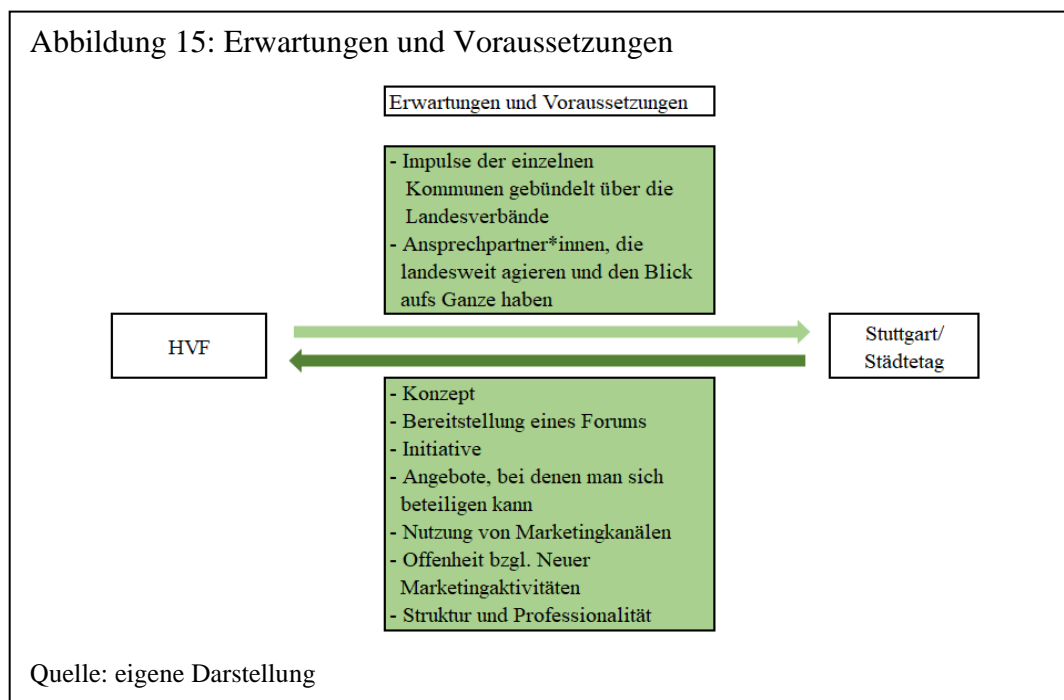 Abbildung 15: Erwartungen und Voraussetzungen
Erwartungen und Voraussetzungen
- Impulse der einzelnen
Kommunen gebündelt über die
Landesverbände
- Ansprechpartner*innen, die
landesweit agieren und den Blick
aufs Ganze haben
HVF
Stuttgart/
Städtetag
- Konzept
- Bereitstellung eines Forums
- Initiative
- Angebote, bei denen man sich
beteiligen kann
- Nutzung von Marketingkanälen
- Offenheit bzgl. Neuer
Marketingaktivitäten
- Struktur und Professionalität
Quelle: eigene Darstellung